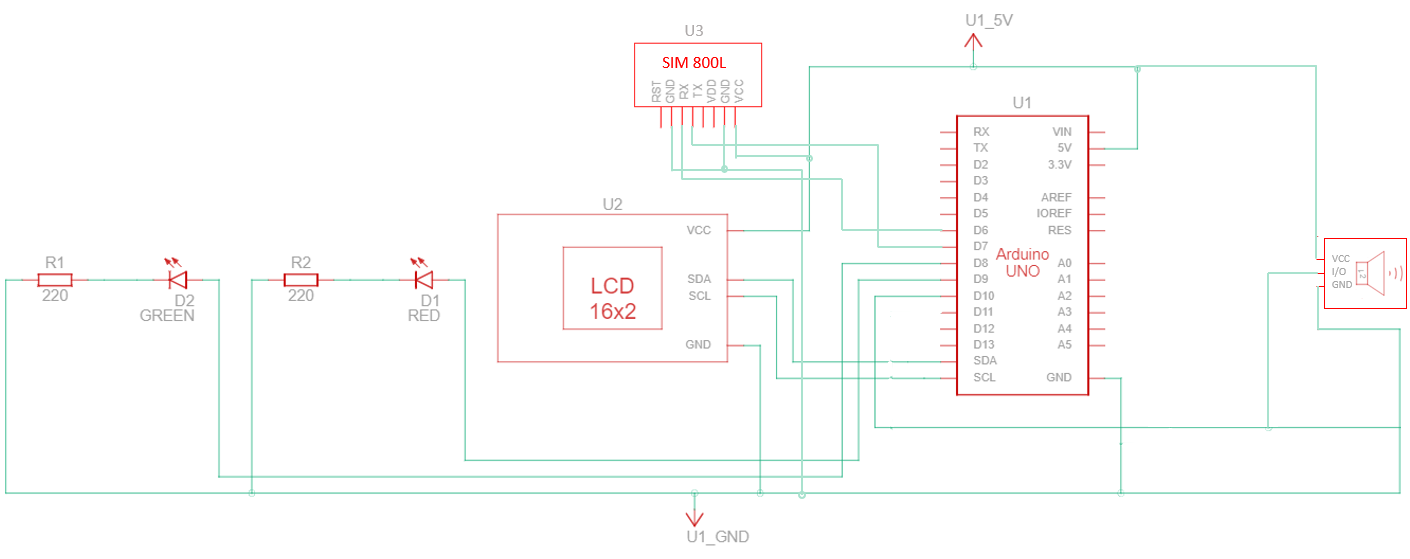 U1_5V
U3
SIM 800L
RST
GND
RX
TX
VDD
GND
VCC
U1
RX
TX
D2
D3
D4
D5
D6
D7
D8
D9
D10
D11
D12
D13
SDA
SCL
Arduino
UNO
VIN
5V
3.3V
AREF
IOREF
RES
A0
A1
A2
A3
A4
A5
GND
U2
VCC
SDA
SCL
GND
LCD
16x2
R1
220
D2
GREEN
R2
220
D1
RED
VCC
I/O
GND
L2
U1_GND